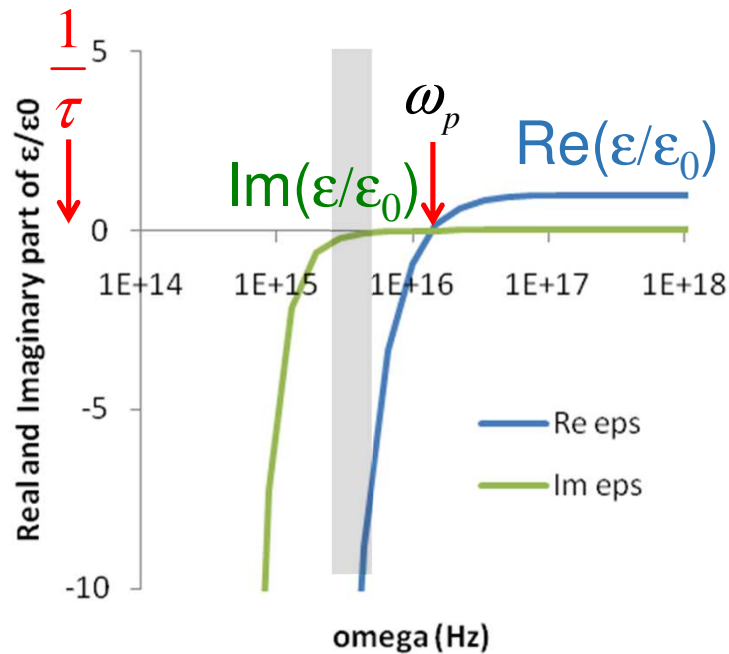 1
τ
5
ω_p
Re(ε/ε₀)
Im(ε/ε₀)
0
1E+14 1E+15 1E+16 1E+17 1E+18
-5
-10
Real and Imaginary part of ε/ε0
Re eps
Im eps
omega (Hz)